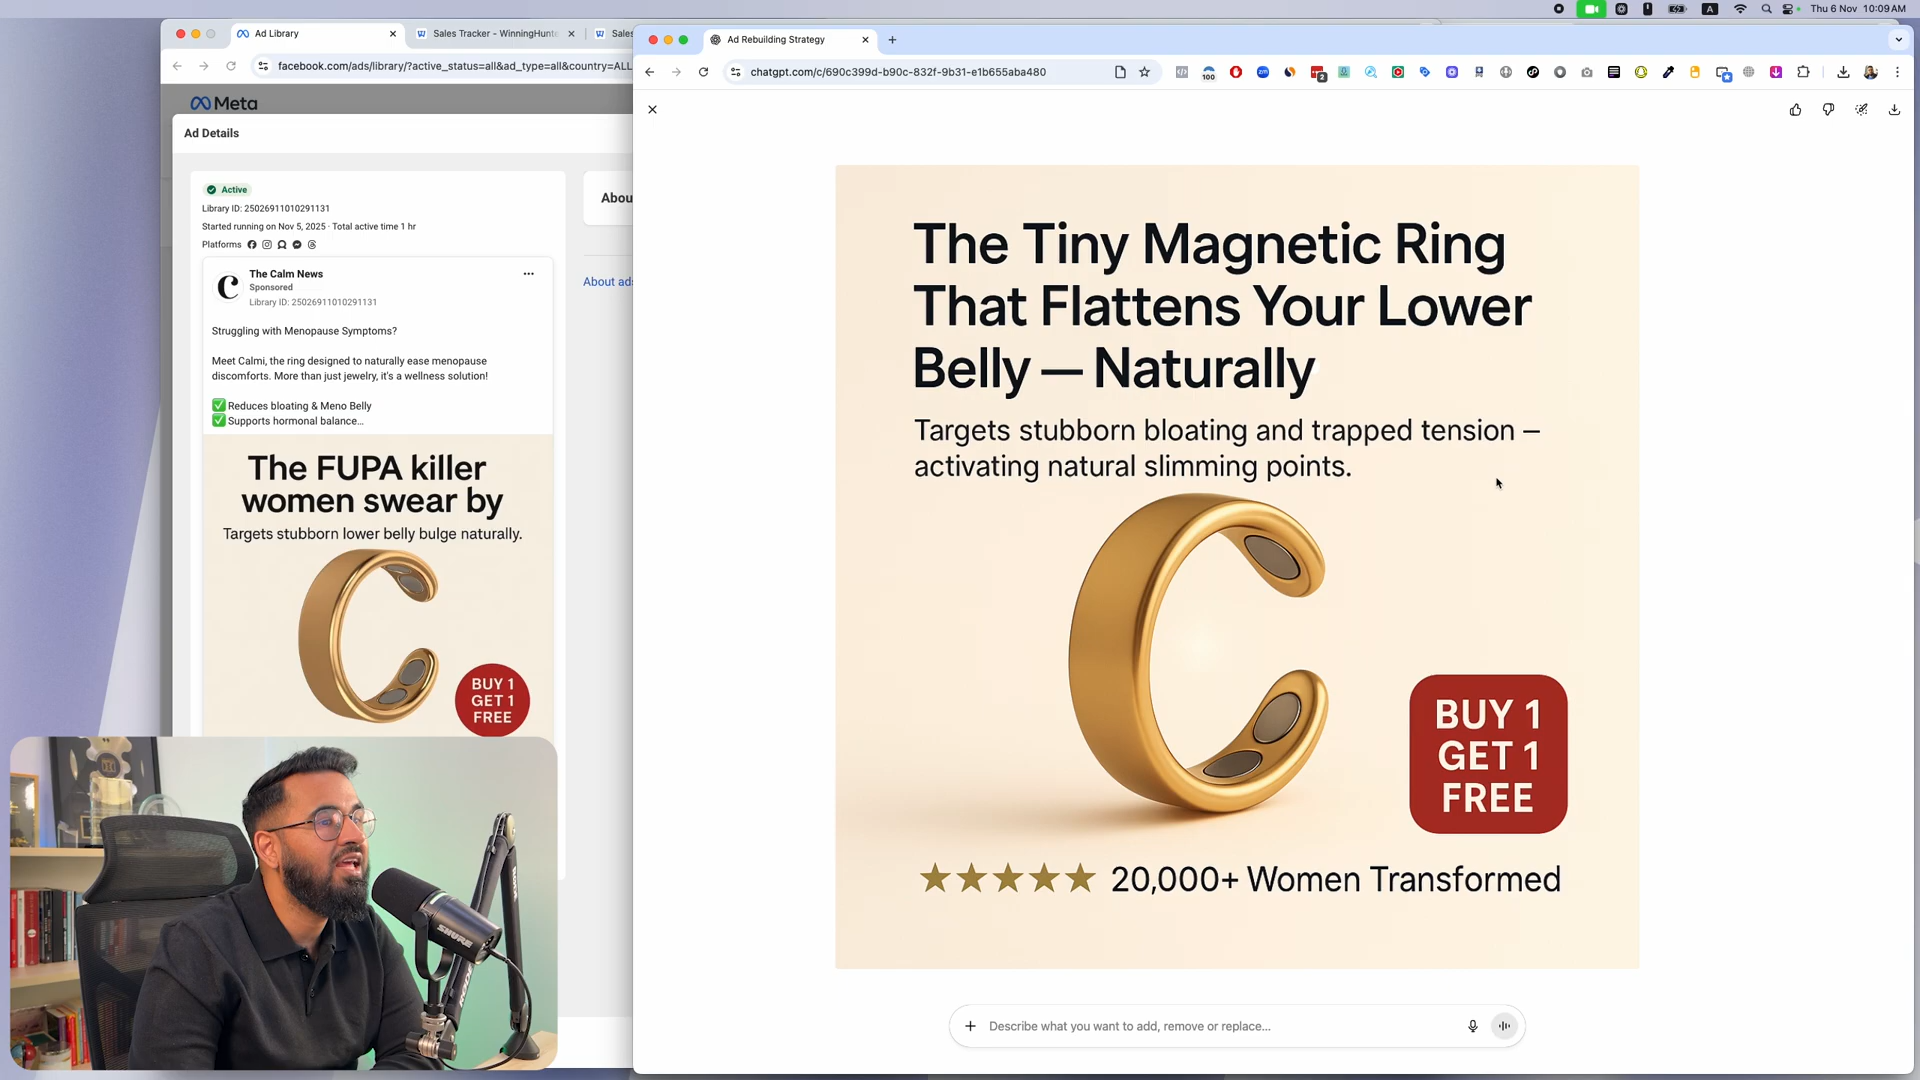 Thu 6 Nov 10:09 AM
Ad Library
Sales Tracker - WinningHunte
Sales
Ad Rebuilding Strategy
facebook.com/ads/library/?active_status=all&ad_type=all&country=ALL
chatgpt.com/c/690c399d-b90c-832f-9b31-e1b655aba480
100
2
A
Meta
Ad Details
Active
Library ID: 25026911010291131
Started running on Nov 5, 2025 · Total active time 1 hr
Platforms
Abou
About ads
The Calm News
Sponsored
Library ID: 25026911010291131
Struggling with Menopause Symptoms?
Meet Calmi, the ring designed to naturally ease menopause
discomforts. More than just jewelry, it's a wellness solution!
✅ Reduces bloating & Meno Belly
✅ Supports hormonal balance...
The FUPA killer
women swear by
Targets stubborn lower belly bulge naturally.
BUY 1
GET 1
FREE
The Tiny Magnetic Ring
That Flattens Your Lower
Belly — Naturally
Targets stubborn bloating and trapped tension —
activating natural slimming points.
BUY 1
GET 1
FREE
★★★★★ 20,000+ Women Transformed
Describe what you want to add, remove or replace...
SHURE